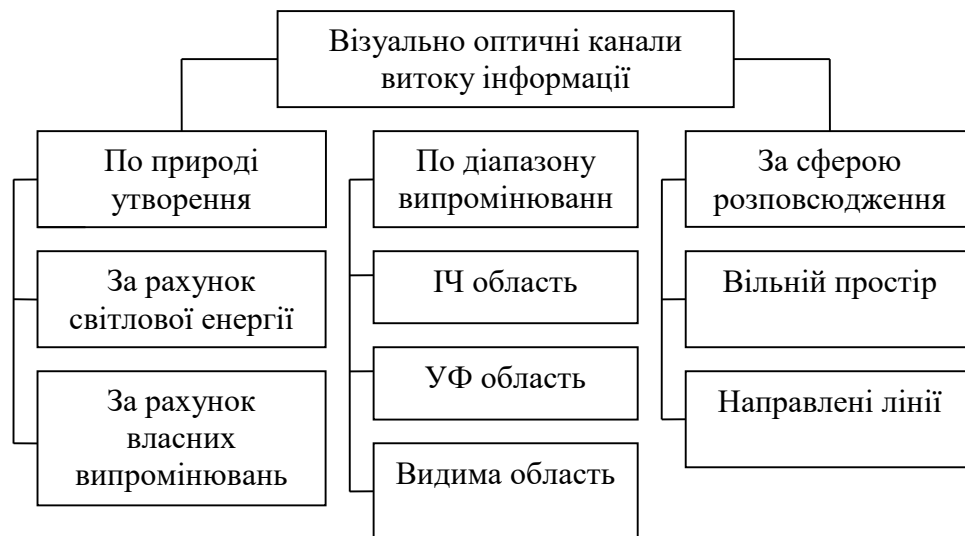 Візуально оптичні канали
витоку інформації
По природі
утворення
За рахунок
світлової енергії
За рахунок
власних
випромінювань
По діапазону
випромінюванн
ІЧ область
УФ область
Видима область
За сферою
розповсюдження
Вільній простір
Направлені лінії